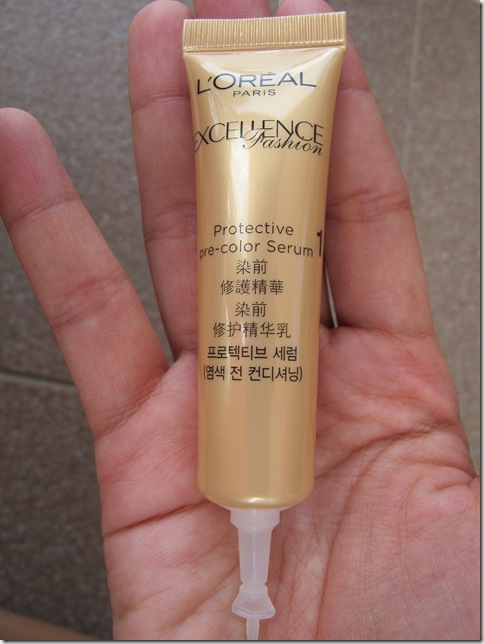 L'ORÉAL
PARIS
EXCELLENCE
Fashion
Protective
pre-color Serum 1
染前
修護精華
染前
修护精华乳
프로텍티브 세럼
(염색 전 컨디셔닝)